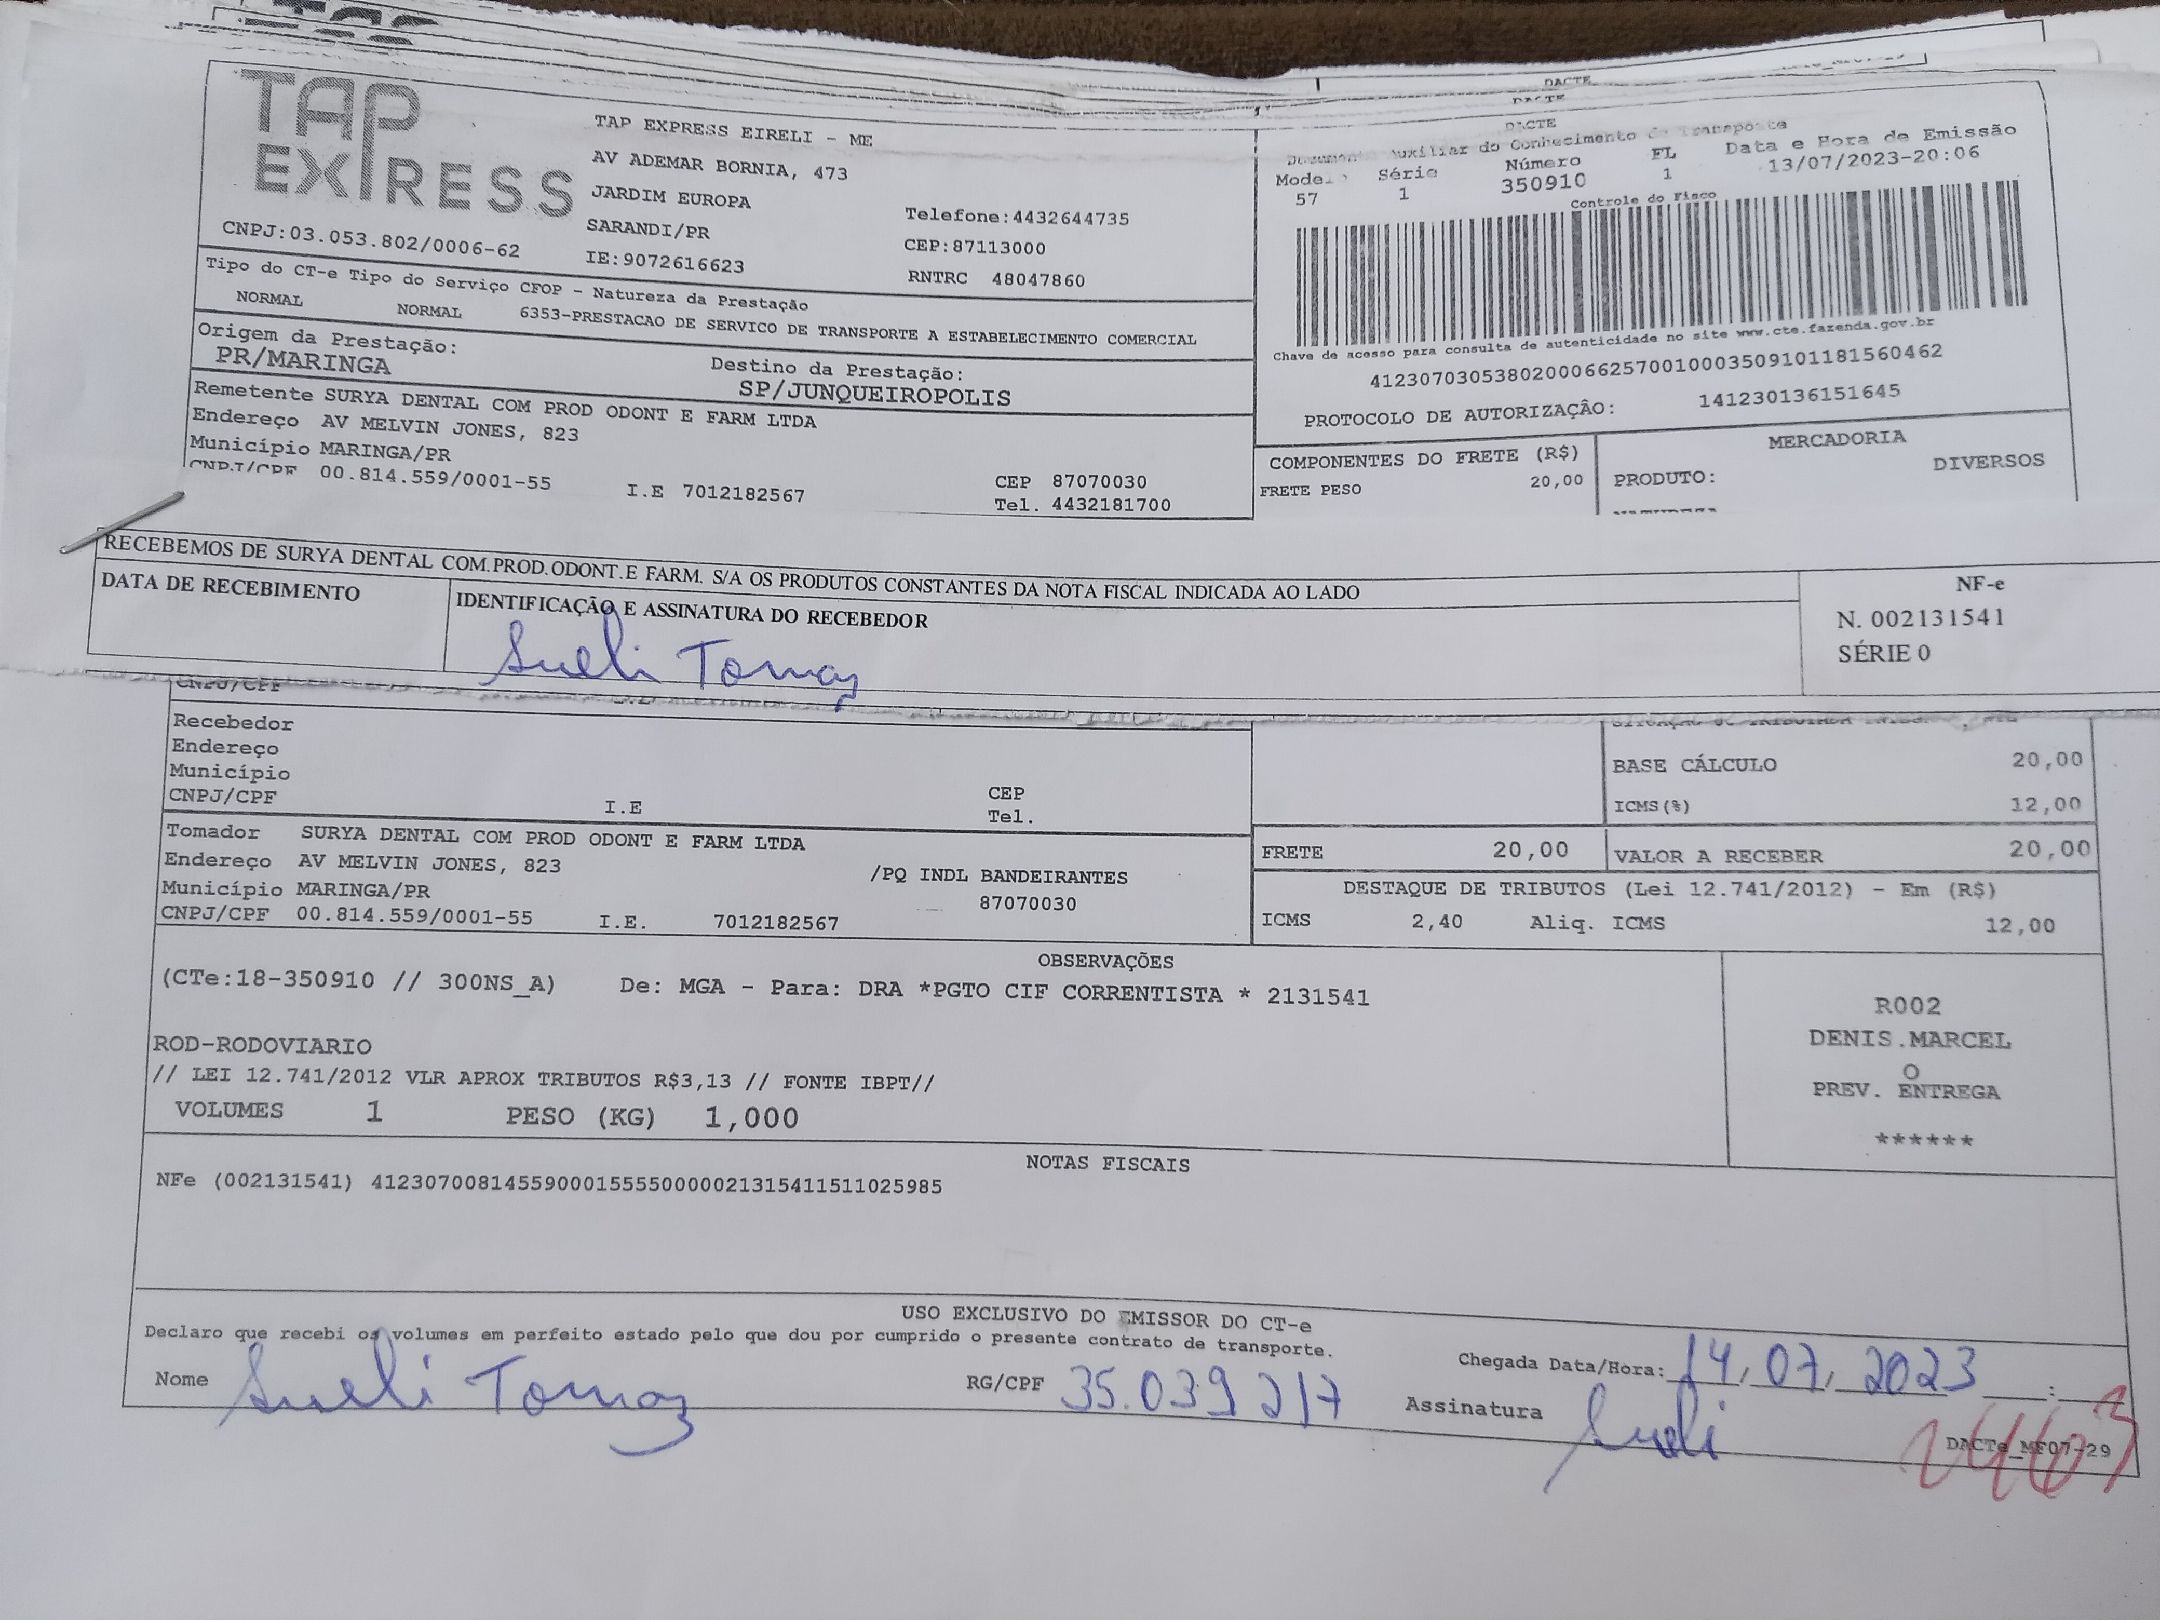 DACTE
DACTE
TAP
EXPRESS
TAP EXPRESS EIRELI - ME
AV ADEMAR BORNIA, 473
JARDIM EUROPA
SARANDI/PR
IE:9072616623
Telefone:4432644735
CEP:87113000
RNTRC 48047860
CNPJ:03.053.802/0006-62
DACTE
Auxiliar do Conhecimento de Transporte
Modelo Série Número FL Data e Hora de Emissão
57 1 350910 1 13/07/2023-20:06
Controle do Fisco
Chave de acesso para consulta de autenticidade no site www.cte.fazenda.gov.br
41230703053802000662570010003509101181560462
PROTOCOLO DE AUTORIZAÇÂO: 141230136151645
Tipo do CT-e Tipo do Serviço CFOP - Natureza da Prestação
NORMAL NORMAL 6353-PRESTACAO DE SERVICO DE TRANSPORTE A ESTABELECIMENTO COMERCIAL
Origem da Prestação: Destino da Prestação:
PR/MARINGA SP/JUNQUEIROPOLIS
Remetente SURYA DENTAL COM PROD ODONT E FARM LTDA
Endereço AV MELVIN JONES, 823
Município MARINGA/PR CEP 87070030
CNPJ/CPF 00.814.559/0001-55 I.E 7012182567 Tel. 4432181700
COMPONENTES DO FRETE (R$)
FRETE PESO 20,00
MERCADORIA
PRODUTO: DIVERSOS
RECEBEMOS DE SURYA DENTAL COM.PROD.ODONT.E FARM. S/A OS PRODUTOS CONSTANTES DA NOTA FISCAL INDICADA AO LADO
DATA DE RECEBIMENTO
IDENTIFICAÇÃO E ASSINATURA DO RECEBEDOR
Sueli Tomaz
NF-e
N. 002131541
SÉRIE 0
CNPJ/CPF
Recebedor
Endereço
Município CEP
CNPJ/CPF I.E Tel.
BASE CÁLCULO 20,00
ICMS(%) 12,00
Tomador SURYA DENTAL COM PROD ODONT E FARM LTDA
Endereço AV MELVIN JONES, 823 /PQ INDL BANDEIRANTES
Município MARINGA/PR 87070030
CNPJ/CPF 00.814.559/0001-55 I.E. 7012182567
FRETE 20,00 VALOR A RECEBER 20,00
DESTAQUE DE TRIBUTOS (Lei 12.741/2012) - Em (R$)
ICMS 2,40 Aliq. ICMS 12,00
OBSERVAÇÕES
(CTe:18-350910 // 300NS_A) De: MGA - Para: DRA *PGTO CIF CORRENTISTA * 2131541
ROD-RODOVIARIO
// LEI 12.741/2012 VLR APROX TRIBUTOS R$3,13 // FONTE IBPT//
VOLUMES 1 PESO (KG) 1,000
R002
DENIS.MARCEL
O
PREV. ENTREGA
******
NOTAS FISCAIS
NFe (002131541) 41230700814559000155550000021315411511025985
USO EXCLUSIVO DO EMISSOR DO CT-e
Declaro que recebi os volumes em perfeito estado pelo que dou por cumprido o presente contrato de transporte.
Nome Sueli Tomaz RG/CPF 35.039 217 Chegada Data/Hora: 14/07/2023 :
Assinatura Sueli
DACTe_MF07-29